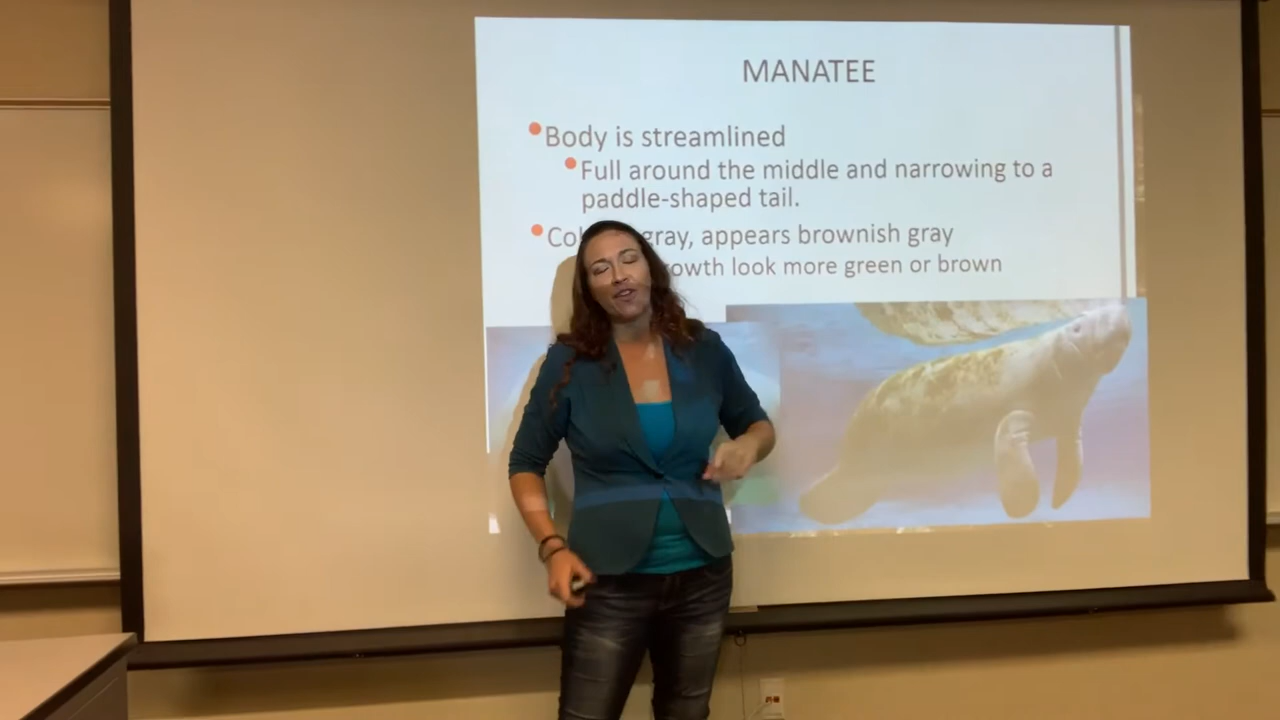 MANATEE
Body is streamlined
Full around the middle and narrowing to a
paddle-shaped tail.
gray, appears brownish gray
look more green or brown